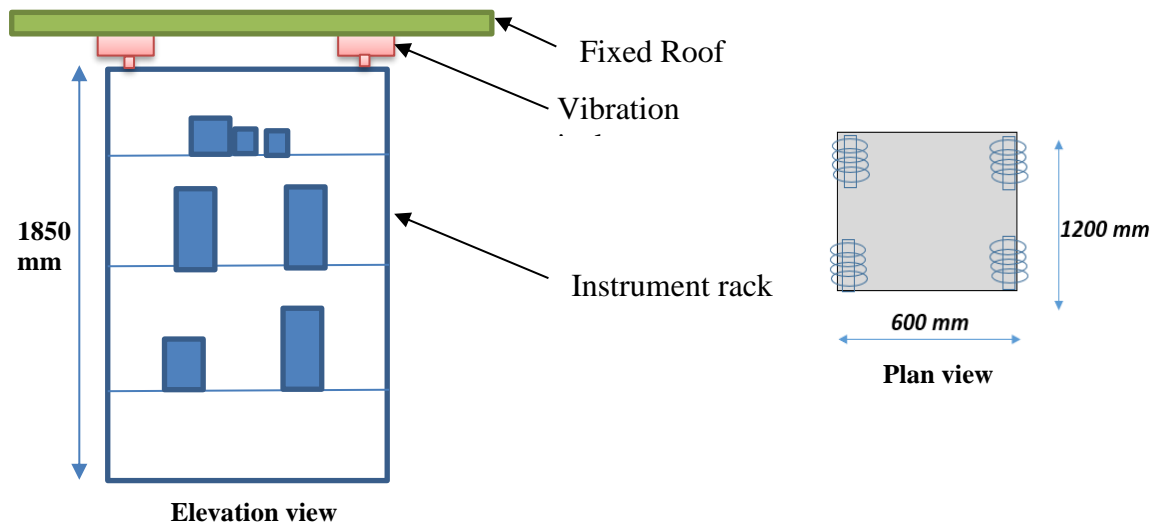 Fixed Roof
Vibration
1850
mm
Instrument rack
1200 mm
600 mm
Plan view
Elevation view